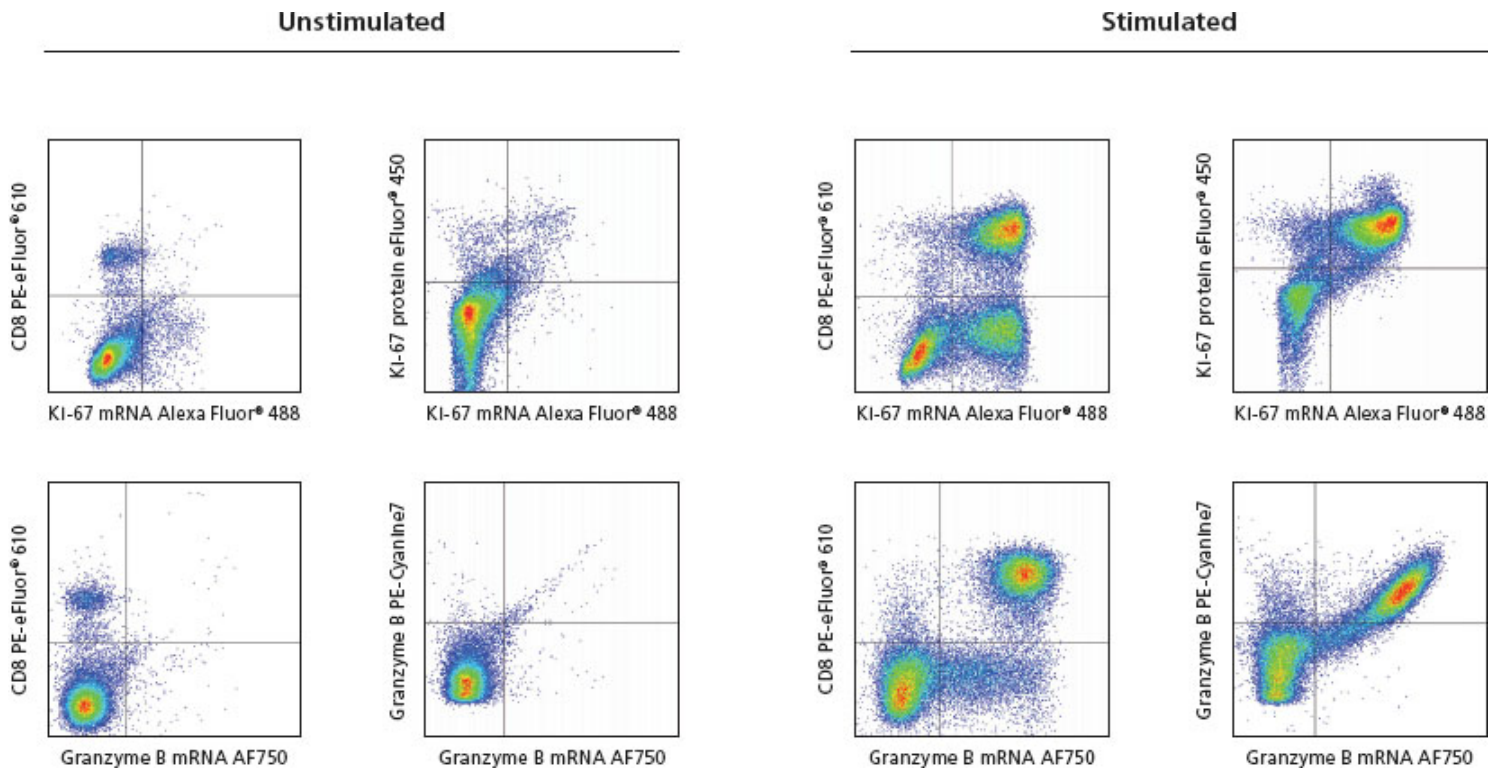 Unstimulated
Stimulated
CD8 PE-eFluor® 610
Ki-67 mRNA Alexa Fluor® 488
Ki-67 protein eFluor® 450
Ki-67 mRNA Alexa Fluor® 488
CD8 PE-eFluor® 610
Ki-67 mRNA Alexa Fluor® 488
Ki-67 protein eFluor® 450
Ki-67 mRNA Alexa Fluor® 488
CD8 PE-eFluor® 610
Granzyme B mRNA AF750
Granzyme B PE-Cyanine7
Granzyme B mRNA AF750
CD8 PE-eFluor® 610
Granzyme B mRNA AF750
Granzyme B PE-Cyanine7
Granzyme B mRNA AF750